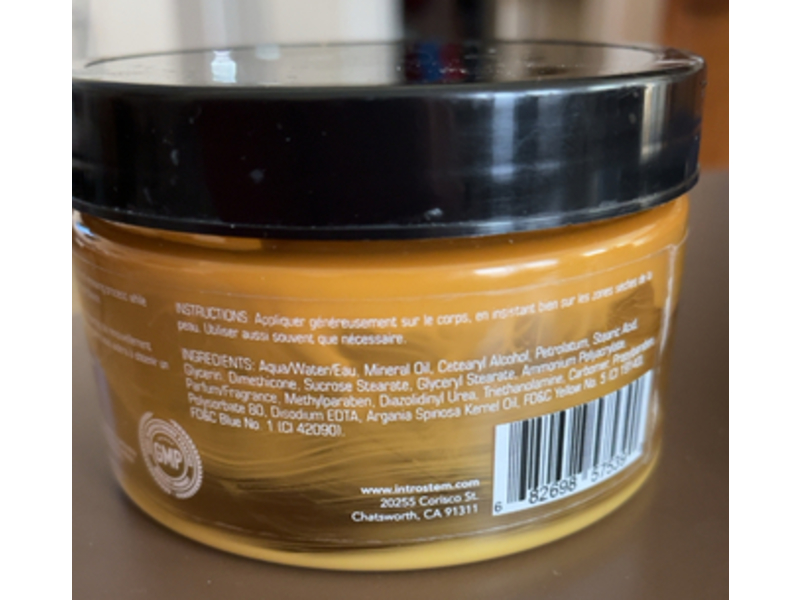 INSTRUCTIONS: Appliquer généreusement sur le corps, en insistant bien sur les zones sèches de la
peau. Utiliser aussi souvent que nécessaire.
INGREDIENTS: Aqua/Water/Eau, Mineral Oil, Cetearyl Alcohol, Petrolatum, Stearic Acid,
Glycerin, Dimethicone, Sucrose Stearate, Glyceryl Stearate, Ammonium Polyacrylate,
Parfum/Fragrance, Methylparaben, Diazolidinyl Urea, Triethanolamine, Carbomer, Propylparaben,
Polysorbate 80, Disodium EDTA, Argania Spinosa Kernel Oil, FD&C Yellow No. 5 (CI 19140),
FD&C Blue No. 1 (CI 42090).
GMP
www.introstem.com
20255 Corisco St.
Chatsworth, CA 91311
6 82698 57539